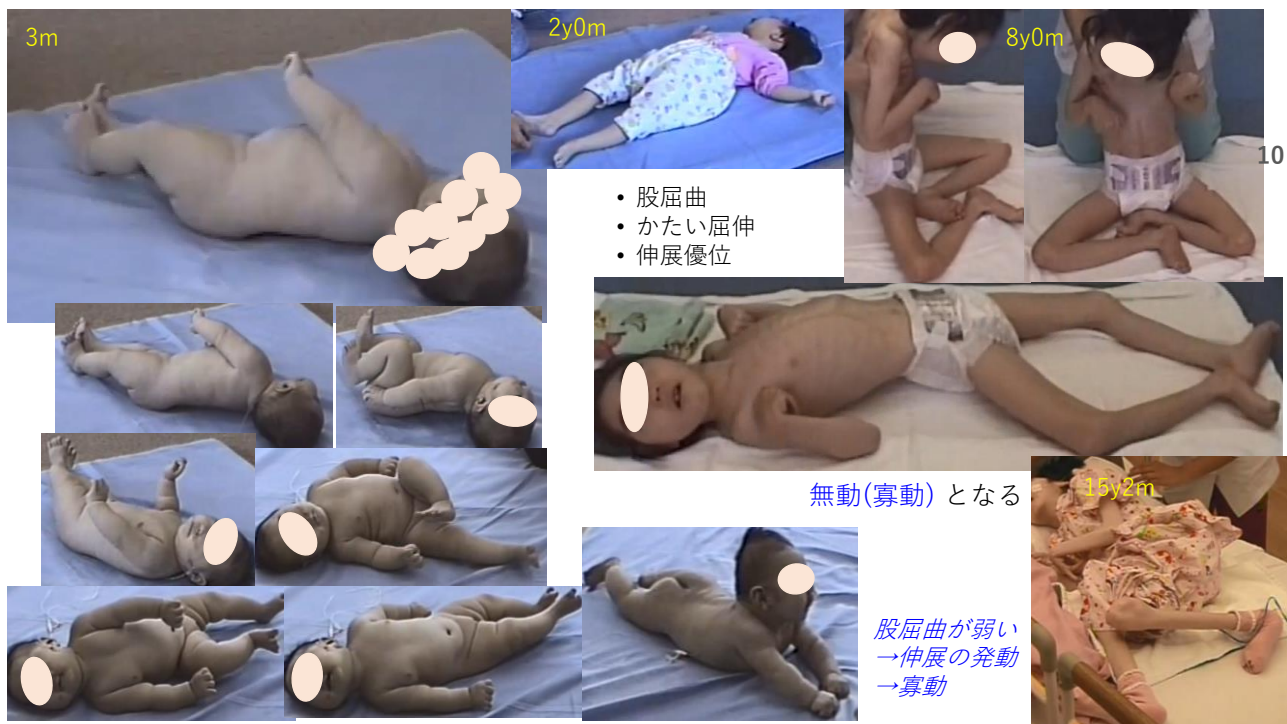 3m
2y0m
8y0m
10
• 股屈曲
• かたい屈伸
• 伸展優位
無動(寡動) となる
15y2m
股屈曲が弱い
→伸展の発動
→寡動